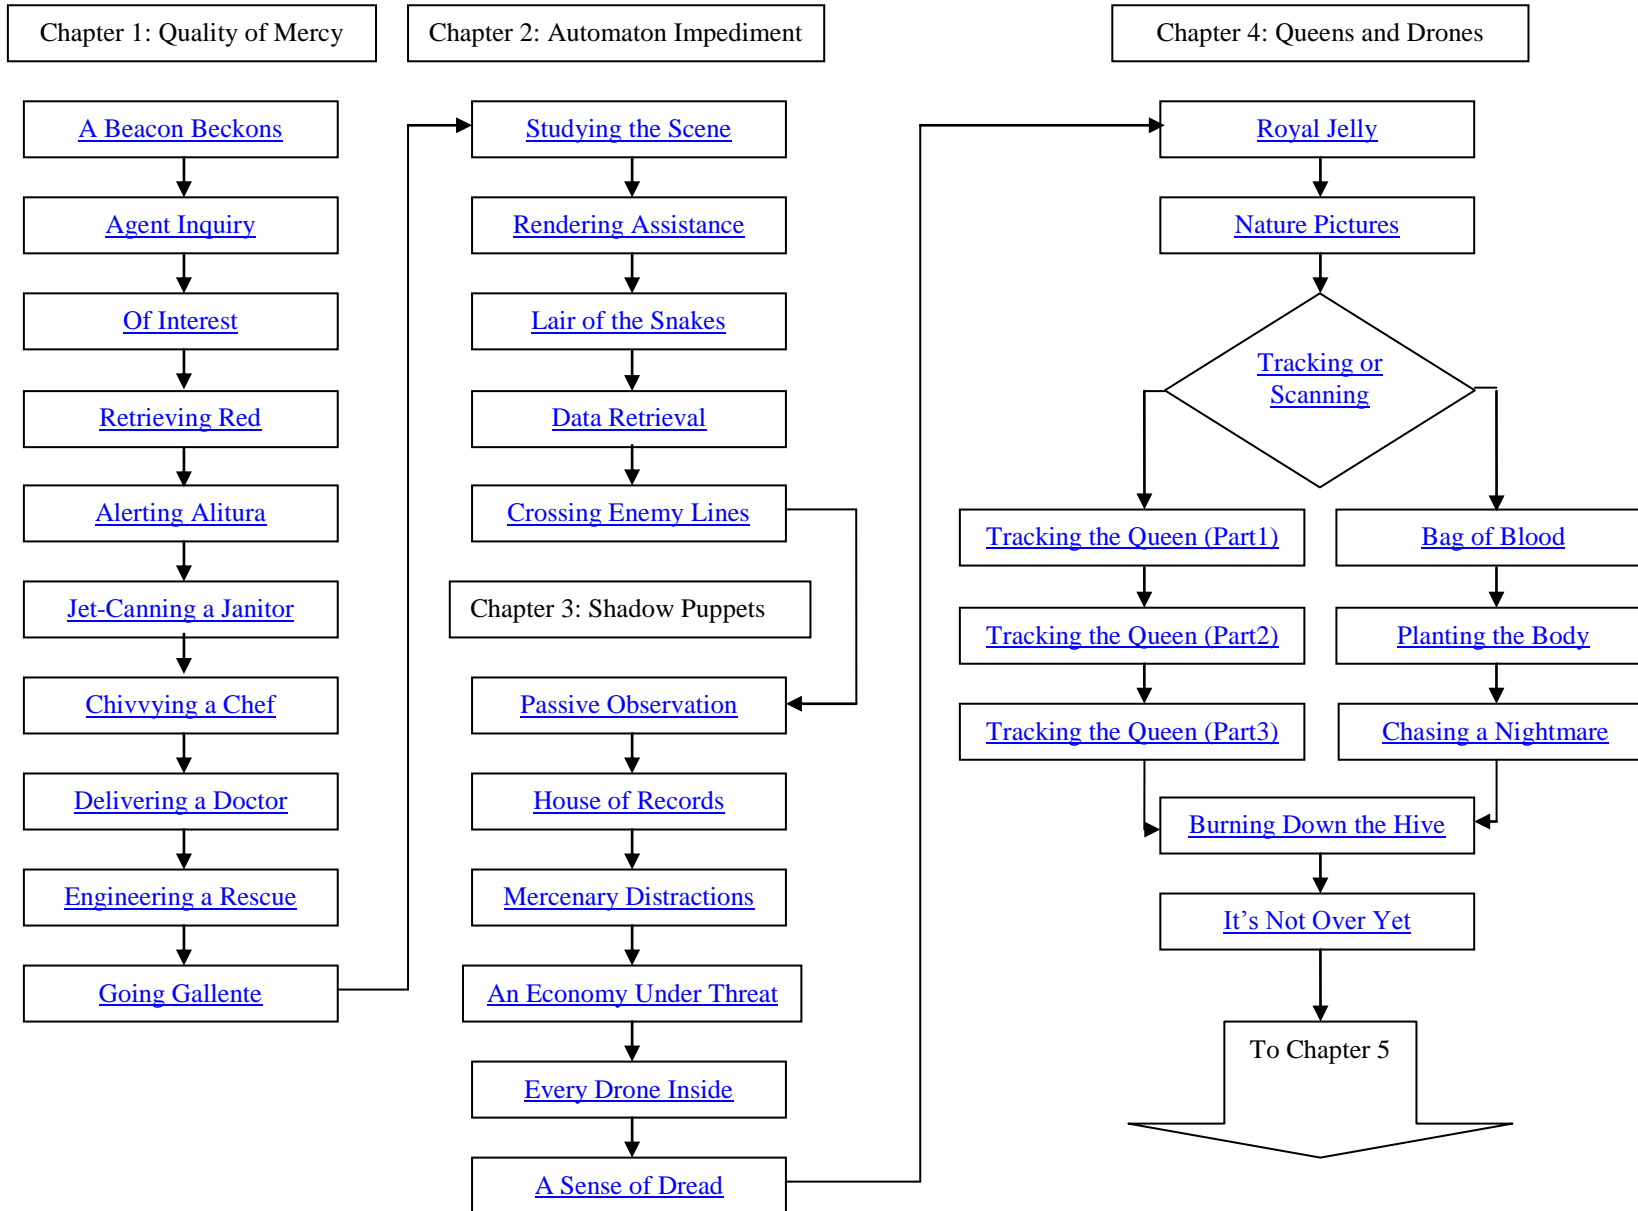 Chapter 1: Quality of Mercy
A Beacon Beckons
Agent Inquiry
Of Interest
Retrieving Red
Alerting Alitura
Jet-Canning a Janitor
Chivvying a Chef
Delivering a Doctor
Engineering a Rescue
Going Gallente
Chapter 2: Automaton Impediment
Studying the Scene
Rendering Assistance
Lair of the Snakes
Data Retrieval
Crossing Enemy Lines
Chapter 3: Shadow Puppets
Passive Observation
House of Records
Mercenary Distractions
An Economy Under Threat
Every Drone Inside
A Sense of Dread
Chapter 4: Queens and Drones
Royal Jelly
Nature Pictures
Tracking or
Scanning
Tracking the Queen (Part1)
Tracking the Queen (Part2)
Tracking the Queen (Part3)
Bag of Blood
Planting the Body
Chasing a Nightmare
Burning Down the Hive
It’s Not Over Yet
To Chapter 5